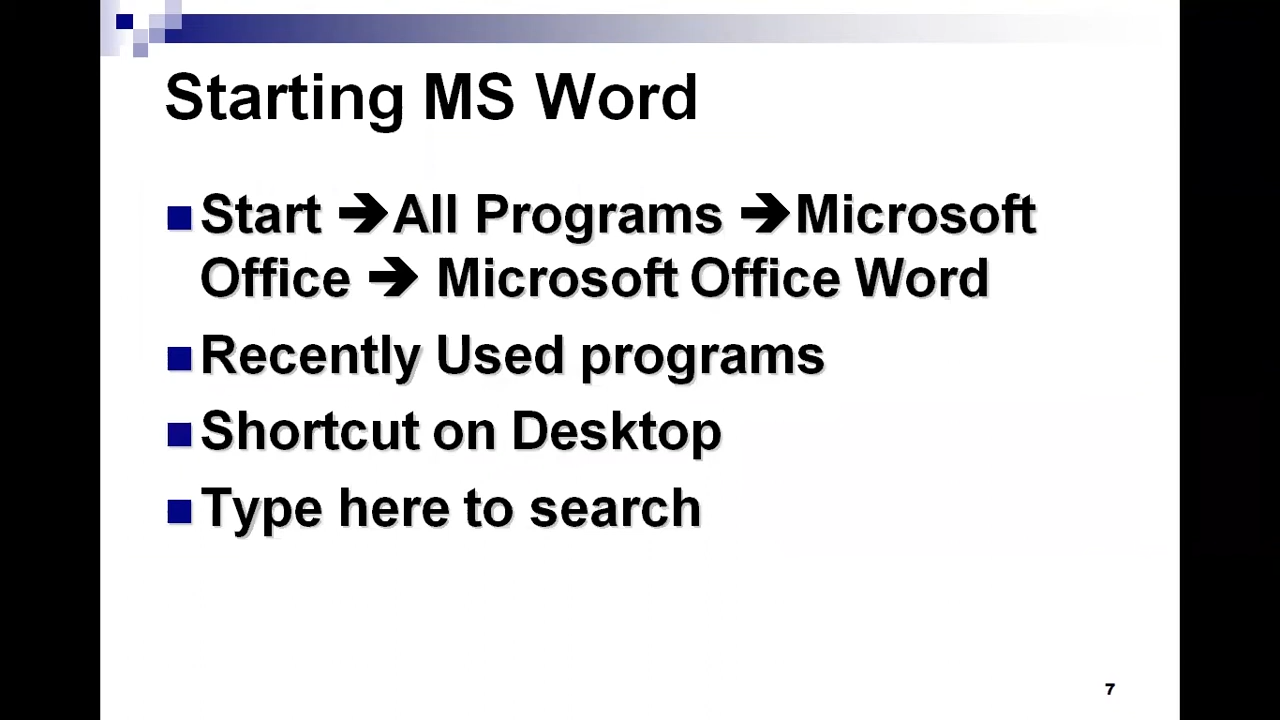 Starting MS Word
Start ➔All Programs ➔Microsoft
Office ➔ Microsoft Office Word
Recently Used programs
Shortcut on Desktop
Type here to search
7